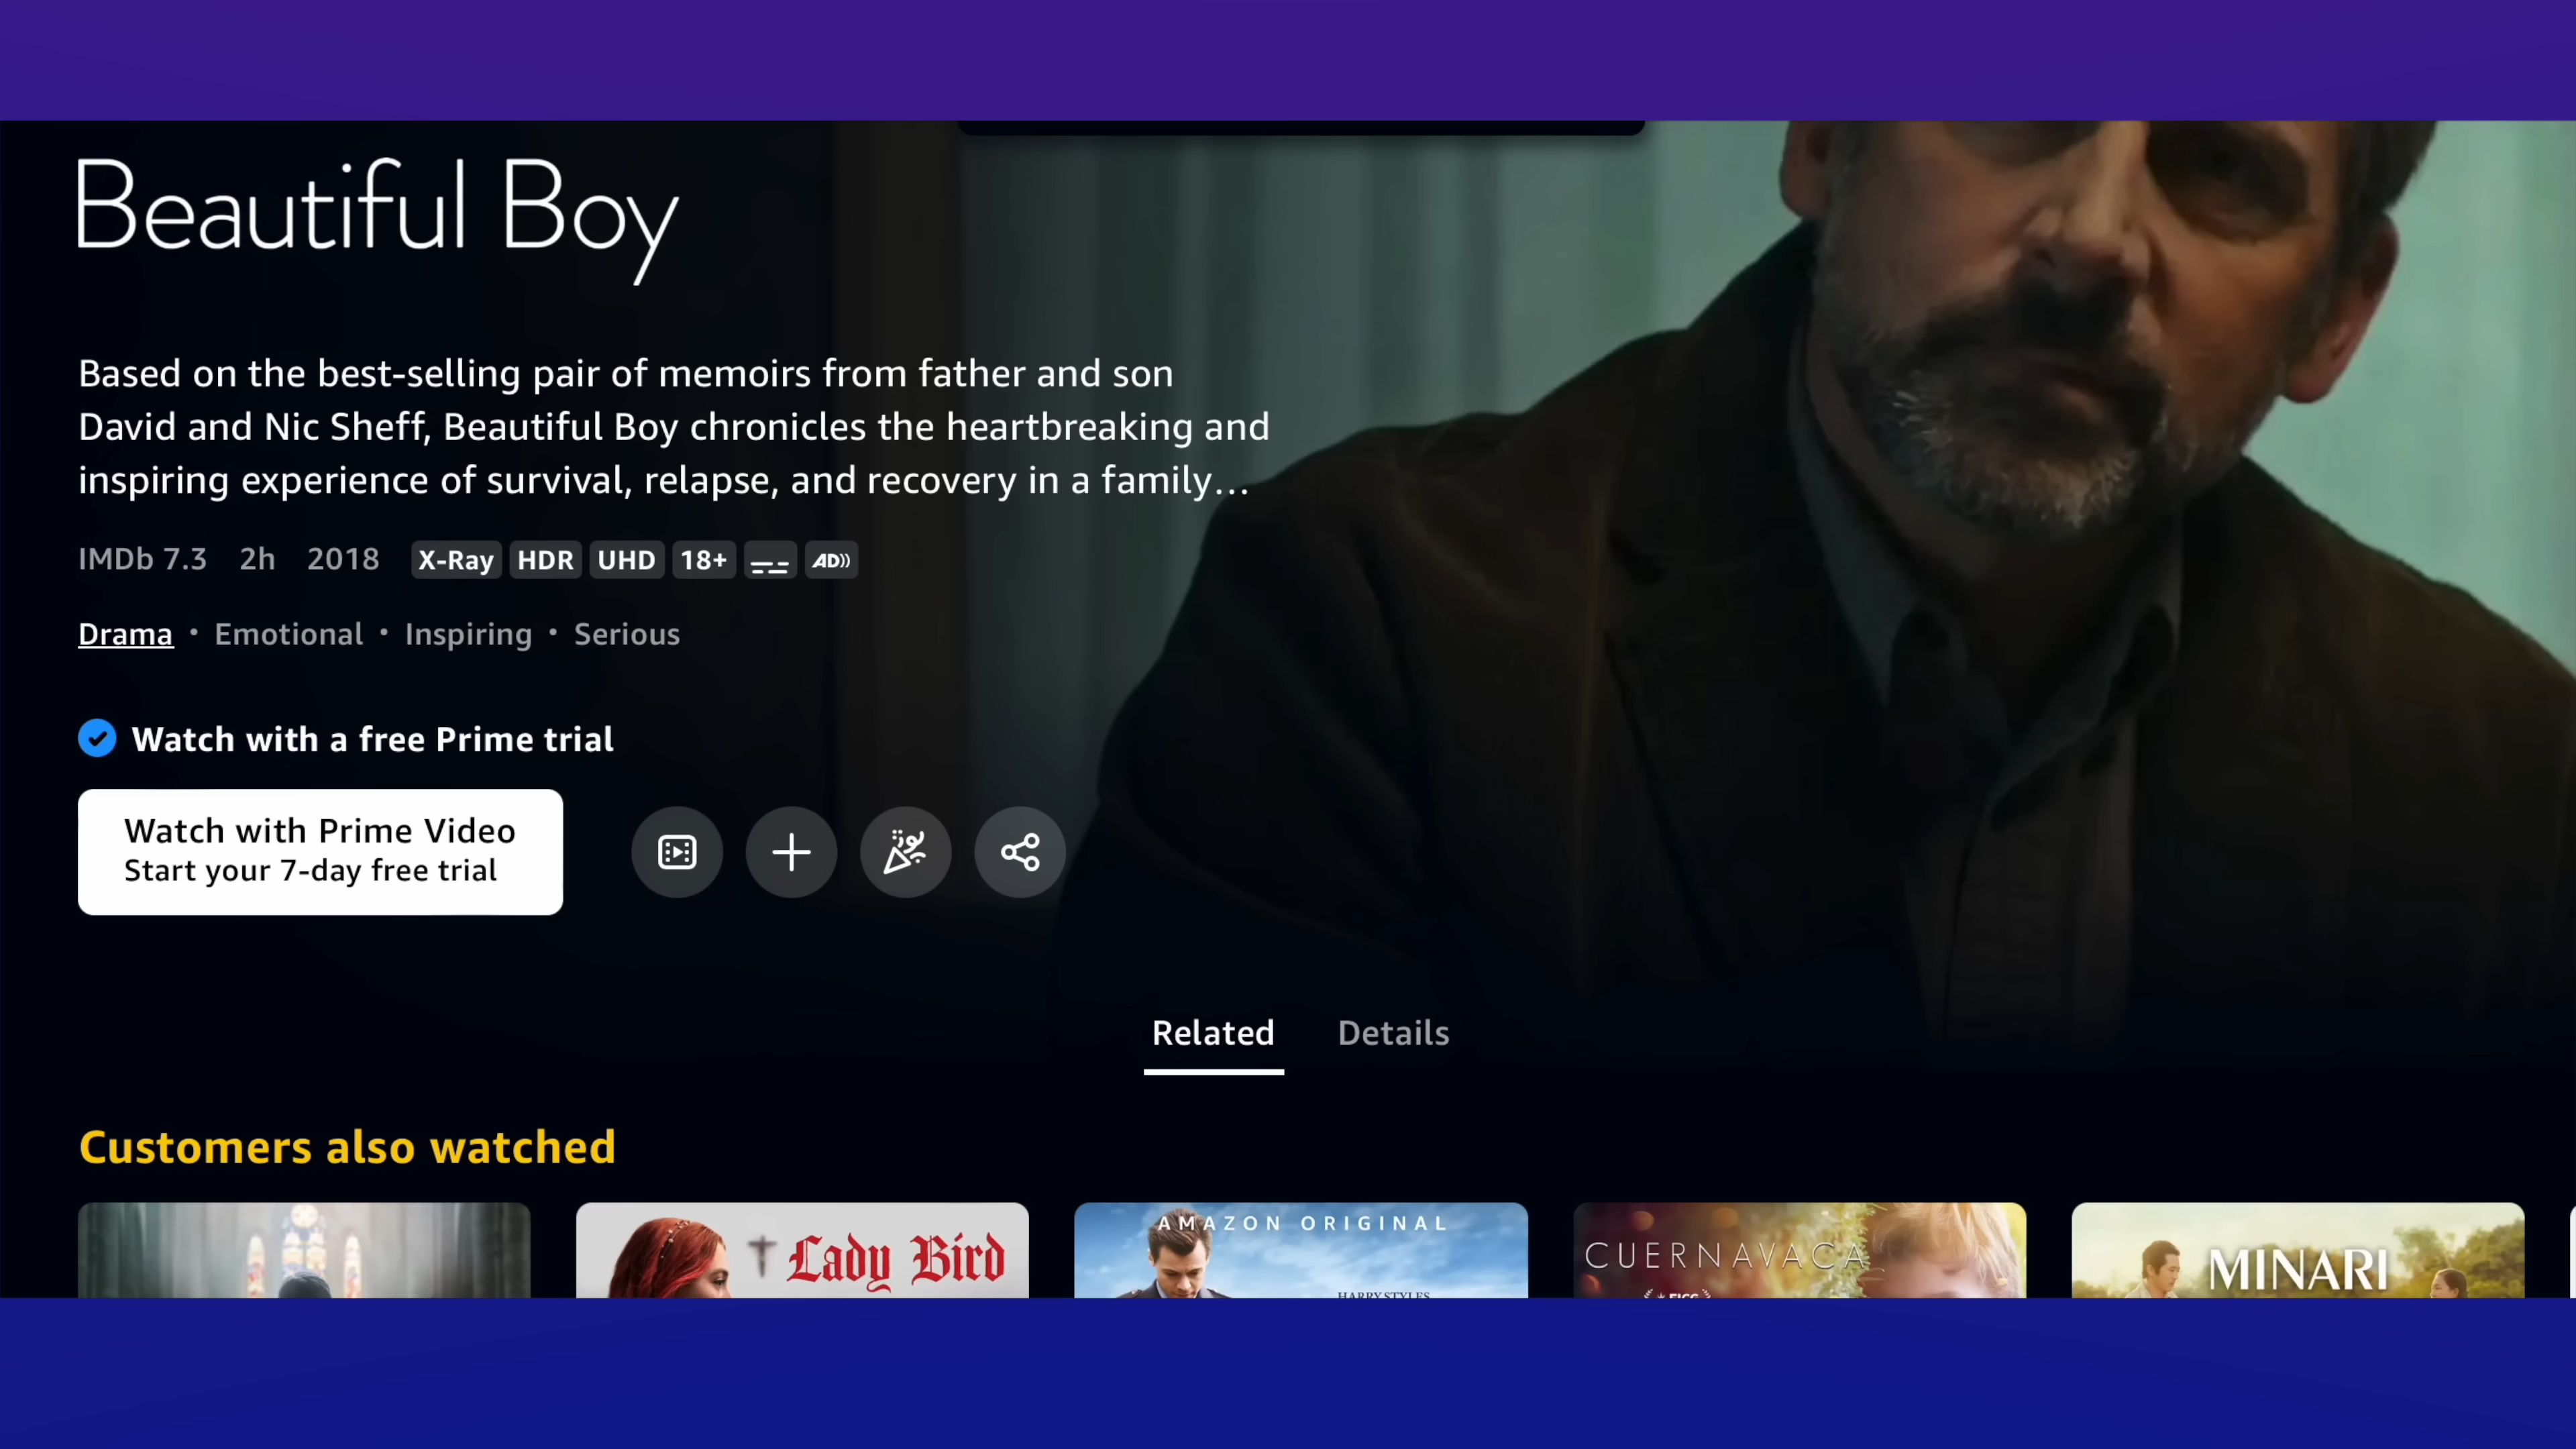 Beautiful Boy
Based on the best-selling pair of memoirs from father and son
David and Nic Sheff, Beautiful Boy chronicles the heartbreaking and
inspiring experience of survival, relapse, and recovery in a family...
IMDb 7.3 2h 2018 X-Ray HDR UHD 18+ AD))
Drama • Emotional • Inspiring • Serious
Watch with a free Prime trial
Watch with Prime Video
Start your 7-day free trial
Related Details
Customers also watched
Lady Bird
AMAZON ORIGINAL
HARRY STYLES
CUERNAVACA
FICG
MINARI